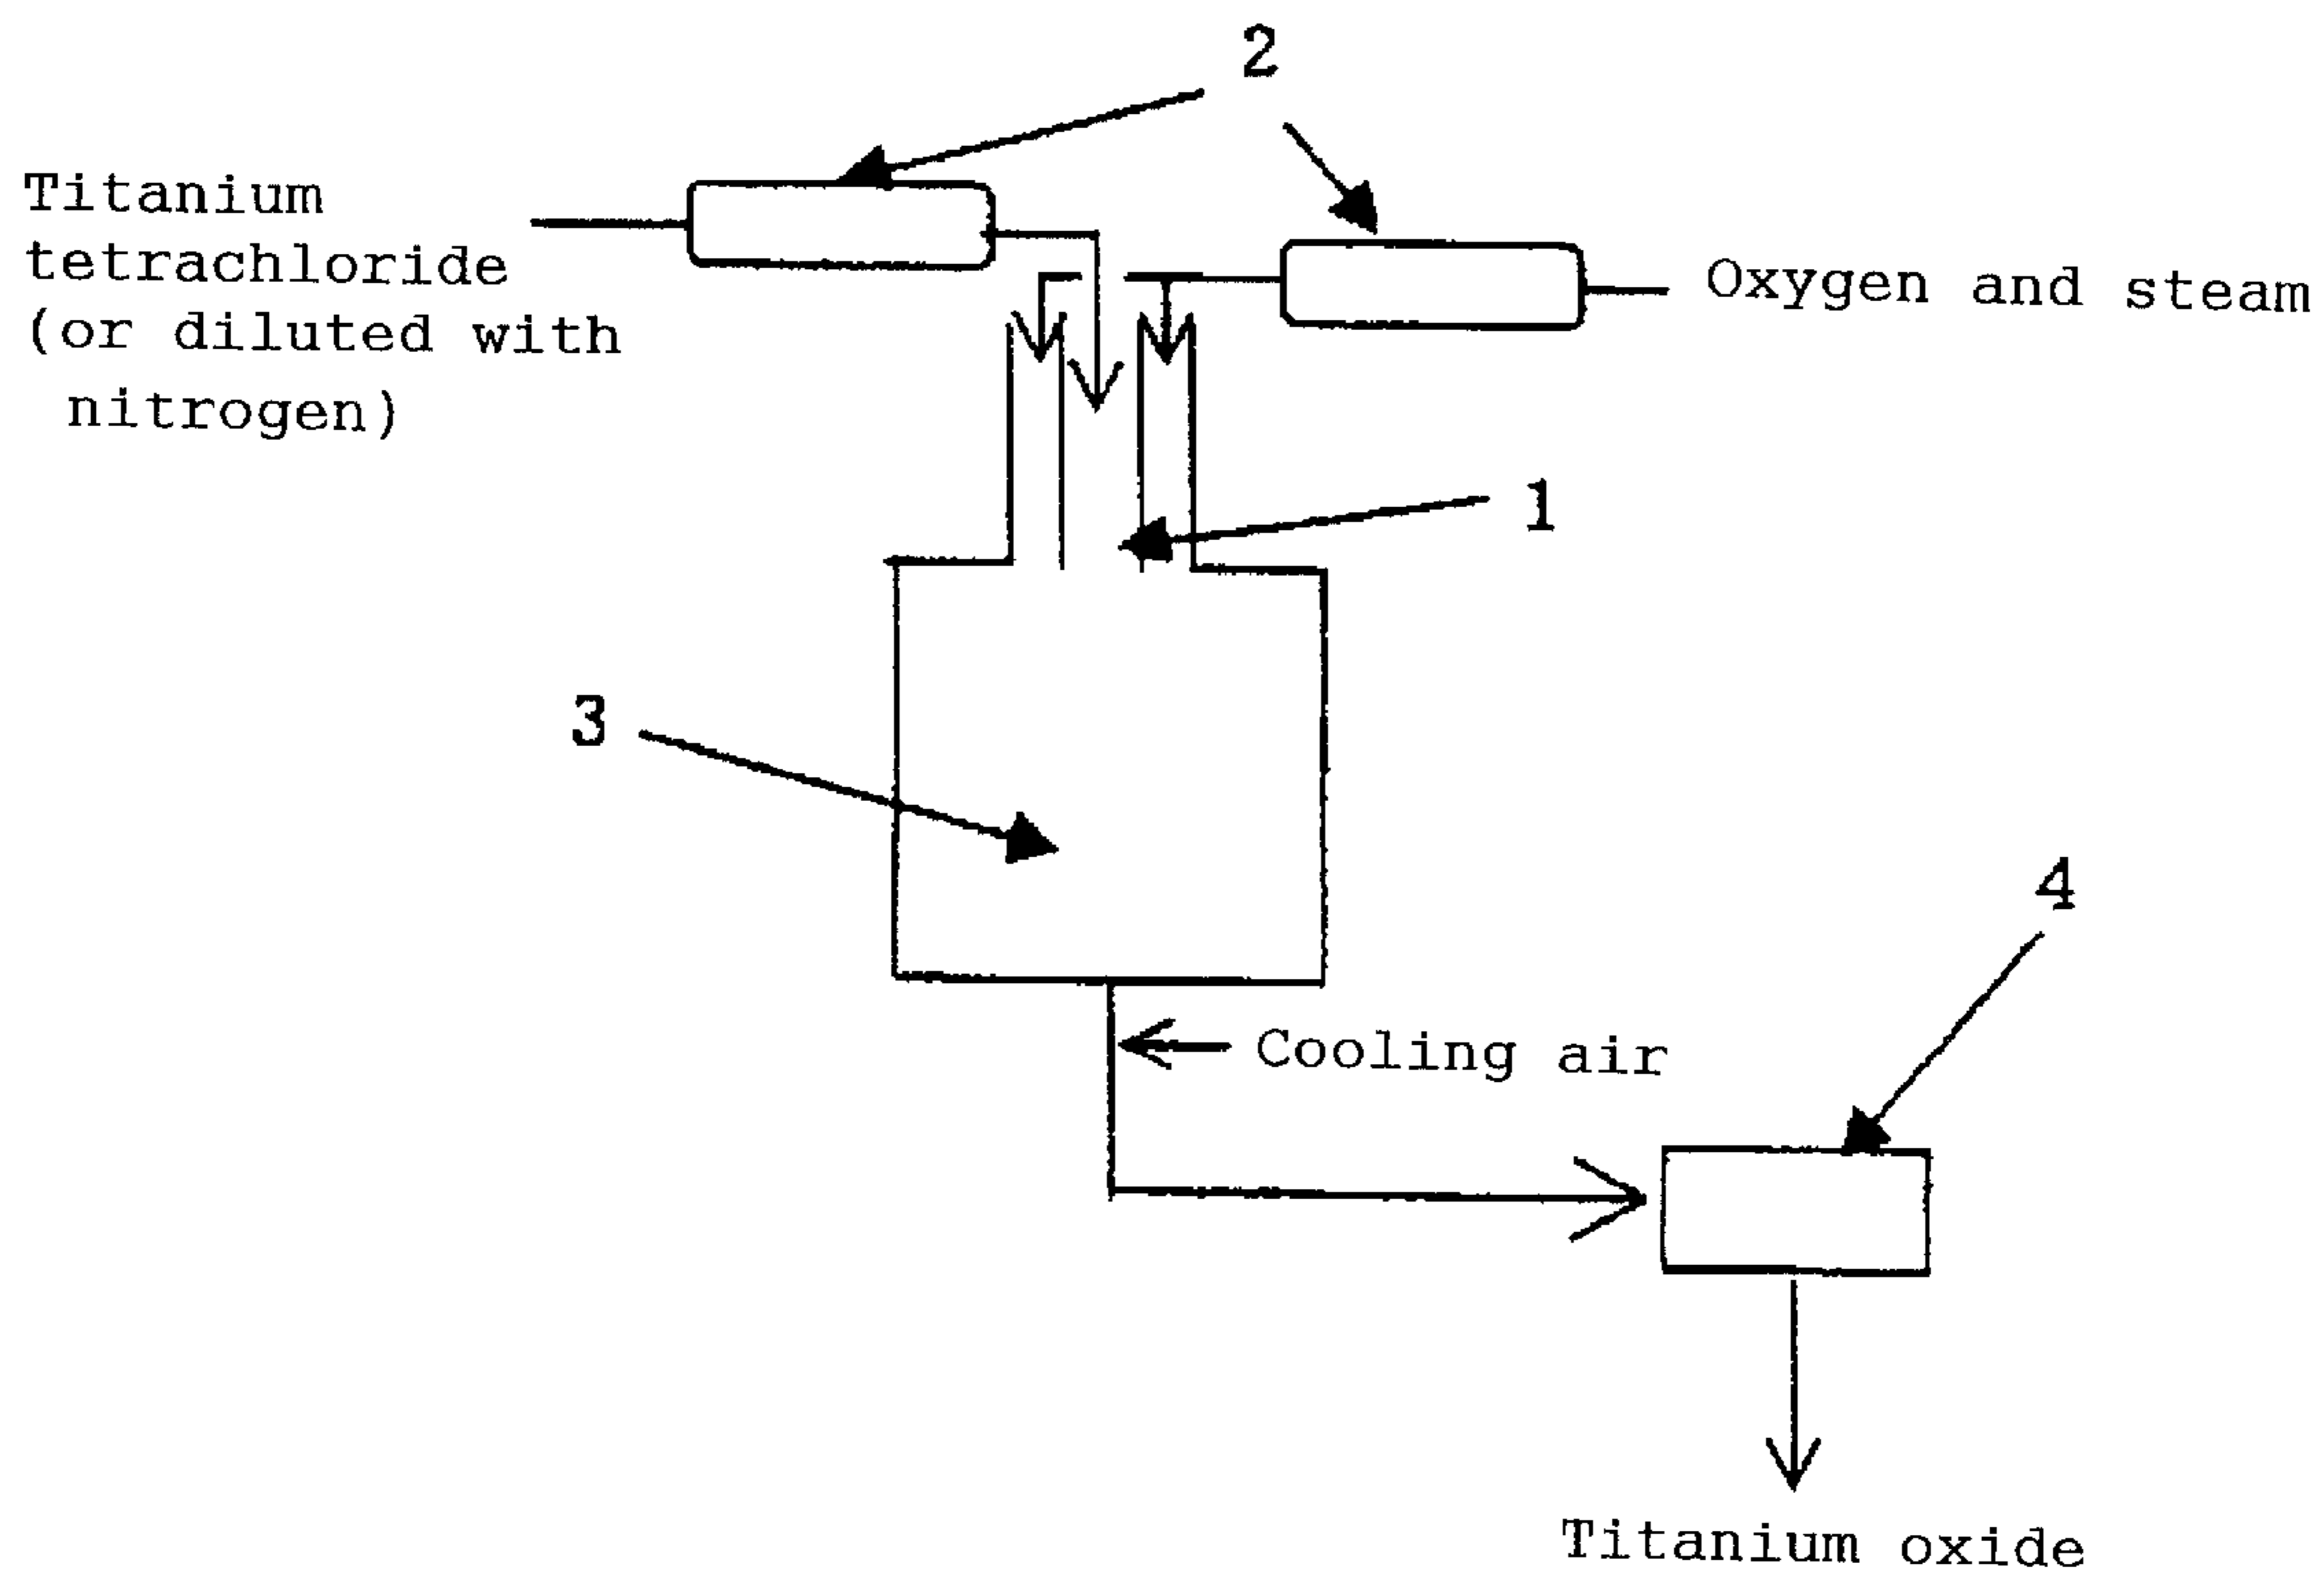 2
Titanium
tetrachloride
(or diluted with
nitrogen)
Oxygen and steam
1
3
4
Cooling air
Titanium oxide